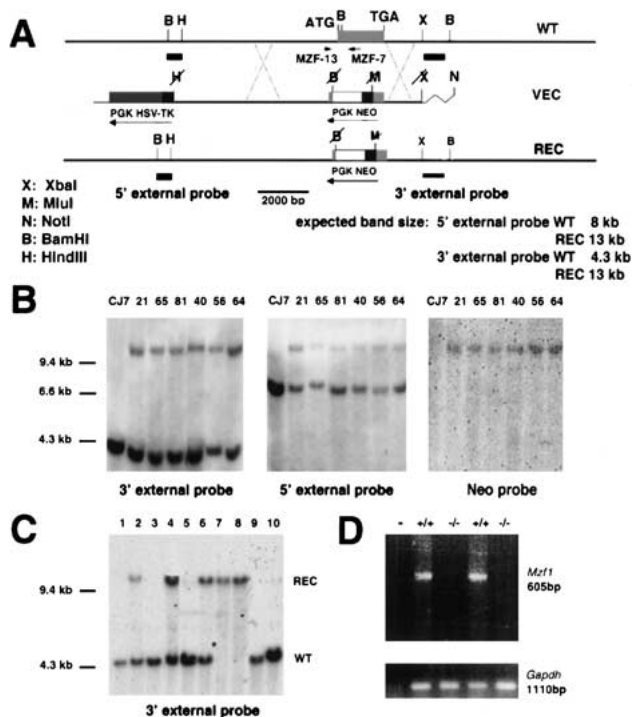 A
B H ATG B TGA X B WT
MZF-13 MZF-7
H B M X N VEC
PGK HSV-TK PGK NEO
B H B M X B REC
PGK NEO
X: XbaI
M: MluI
N: NotI
B: BamHI
H: HindIII
5' external probe 2000 bp 3' external probe
expected band size: 5' external probe WT 8 kb
REC 13 kb
3' external probe WT 4.3 kb
REC 13 kb
B
CJ7 21 65 81 40 56 64 CJ7 21 65 81 40 56 64 CJ7 21 65 81 40 56 64
9.4 kb
6.6 kb
4.3 kb
3' external probe 5' external probe Neo probe
C
1 2 3 4 5 6 7 8 9 10
REC
9.4 kb
4.3 kb WT
3' external probe
D
- +/+ -/- +/+ -/-
Mzf1
605bp
Gapdh
1110bp